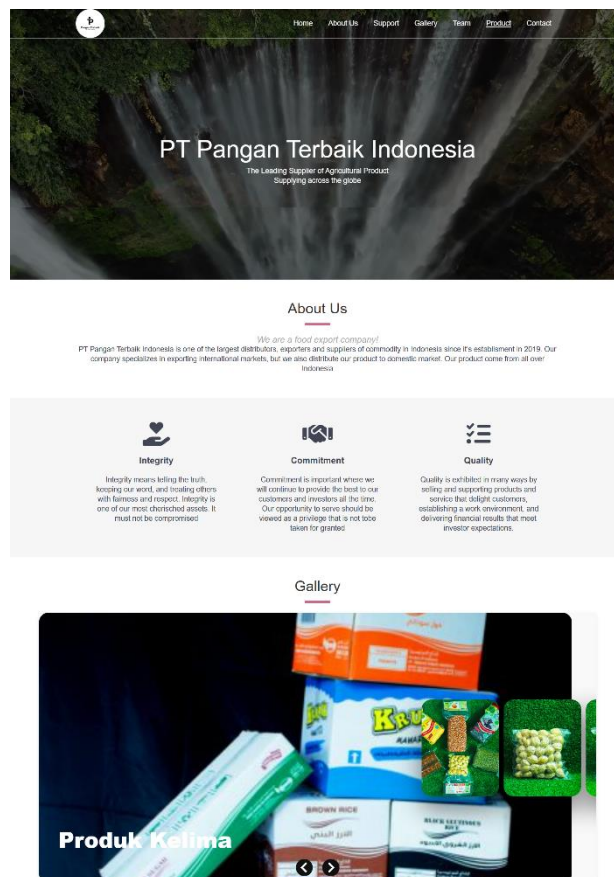 Home About Us Support Gallery Team Product Contact
PT Pangan Terbaik Indonesia
The Leading Supplier of Agricultural Product
Supplying across the globe
About Us
We are a food export company!
PT Pangan Terbaik Indonesia is one of the largest distributors, exporters and suppliers of commodity in Indonesia since it's establisment in 2019. Our
company specializes in exporting international markets, but we also distribute our product to domestic market. Our product come from all over
Indonesia
Integrity
Integrity means telling the truth,
keeping our word, and treating others
with fairness and respect. Integrity is
one of our most cherisched assets. It
must not be compromised
Commitment
Commitment is important where we
will continue to provide the best to our
customers and investors all the time.
Our opportunity to serve should be
viewed as a privilege that is not tobe
taken for granted
Quality
Quality is exhibited in many ways by
selling and supporting products and
service that delight customers,
establishing a work environment, and
delivering financial results that meet
investor expectations.
Gallery
BROWN RICE
الارز البني
BLACK GLUTINOUS
RICE
Produk Kelima